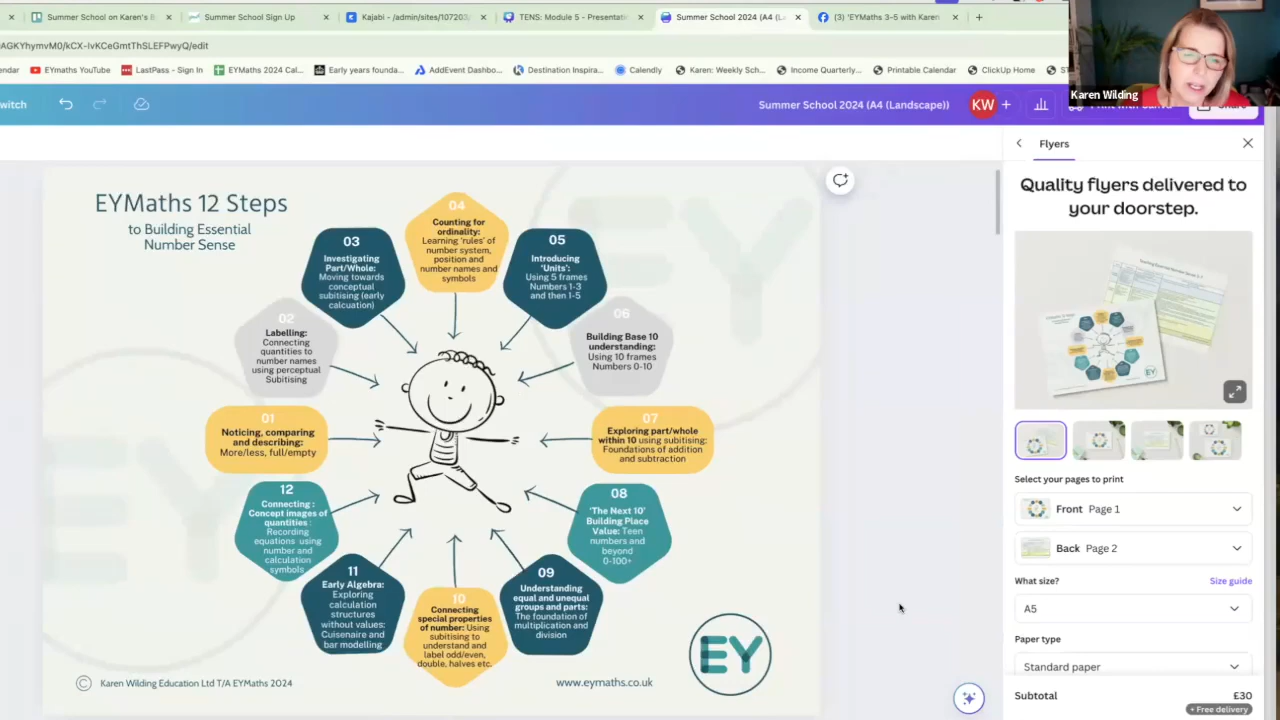 Summer School on Karen's B
Summer School Sign Up
Kajabi - /admin/sites/107203
TENS: Module 5 - Presentati
Summer School 2024 (A4 (L
(3) 'EYMaths 3-5 with Karen
AGKYhymvM0/kCX-IvKCeGmtThSLEFPwyQ/edit
endar
EYmaths YouTube
LastPass - Sign In
EYMaths 2024 Cal...
Early years founda...
AddEvent Dashbo...
Destination Inspira...
Calendly
Karen: Weekly Sch...
Income Quarterly...
Printable Calendar
ClickUp Home
Karen Wilding
witch
Summer School 2024 (A4 (Landscape))
KW
Flyers
Quality flyers delivered to
your doorstep.
EYMaths 12 Steps
to Building Essential
Number Sense
01
Noticing, comparing
and describing:
More/less, full/empty
02
Labelling:
Connecting
quantities to
number names
using perceptual
Subitising
03
Investigating
Part/Whole:
Moving towards
conceptual
subitising (early
calcuation)
04
Counting for
ordinality:
Learning 'rules' of
number system,
position and
number names and
symbols
05
Introducing
'Units':
Using 5 frames
Numbers 1-3
and then 1-5
06
Building Base 10
understanding:
Using 10 frames
Numbers 0-10
07
Exploring part/whole
within 10 using subitising:
Foundations of addition
and subtraction
08
'The Next 10'
Building Place
Value: Teen
numbers and
beyond
0-100+
09
Understanding
equal and unequal
groups and parts:
The foundation of
multiplication and
division
10
Connecting
special properties
of number: Using
subitising to
understand and
label odd/even,
double, halves etc.
11
Early Algebra:
Exploring
calculation
structures
without values:
Cuisenaire and
bar modelling
12
Connecting :
Concept images of
quantities :
Recording
equations using
number and
calculation
symbols
© Karen Wilding Education Ltd T/A EYMaths 2024
www.eymaths.co.uk
EY
Select your pages to print
Front Page 1
Back Page 2
What size?
Size guide
A5
Paper type
Standard paper
Subtotal
£30
+ Free delivery